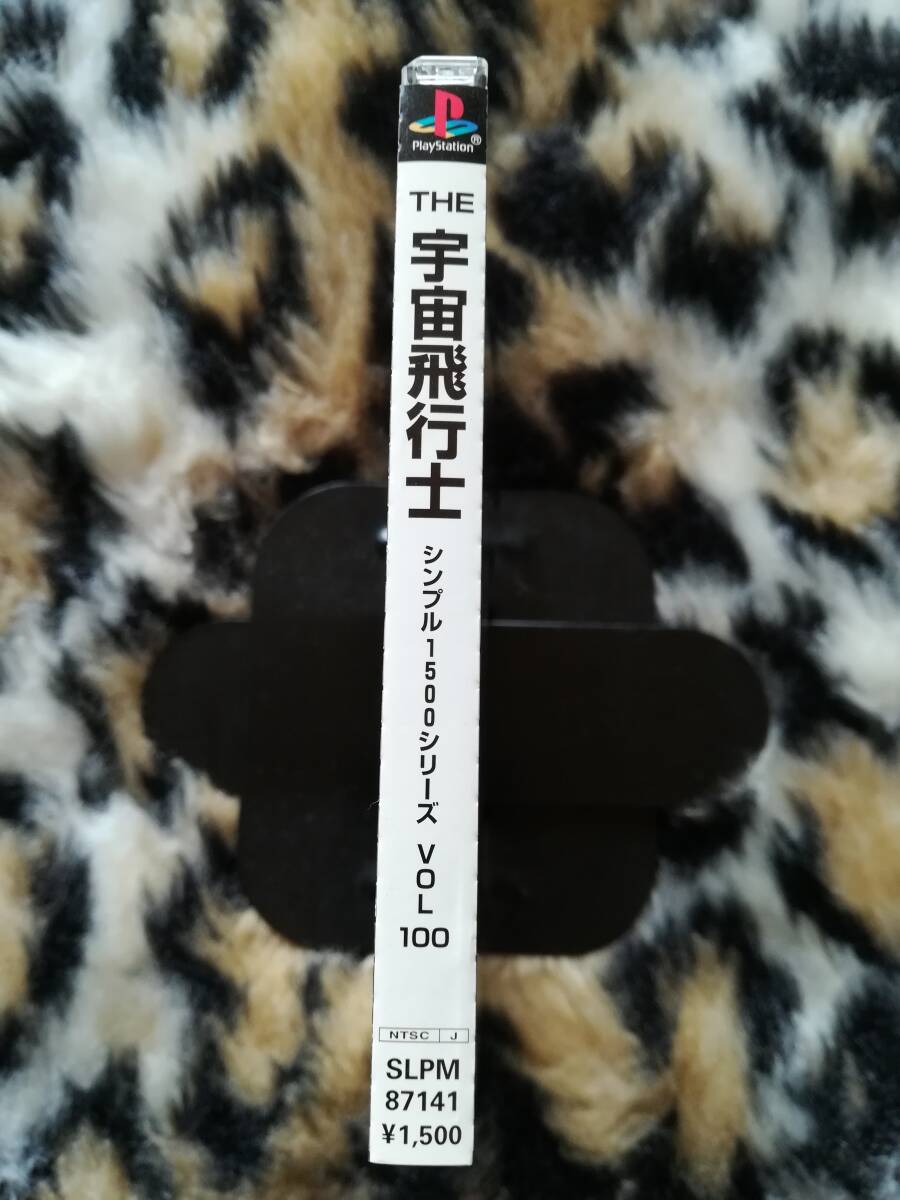 PlayStation®
THE
宇宙飛行士
シンプル1500シリーズ VOL
100
NTSC J
SLPM
87141
¥1,500